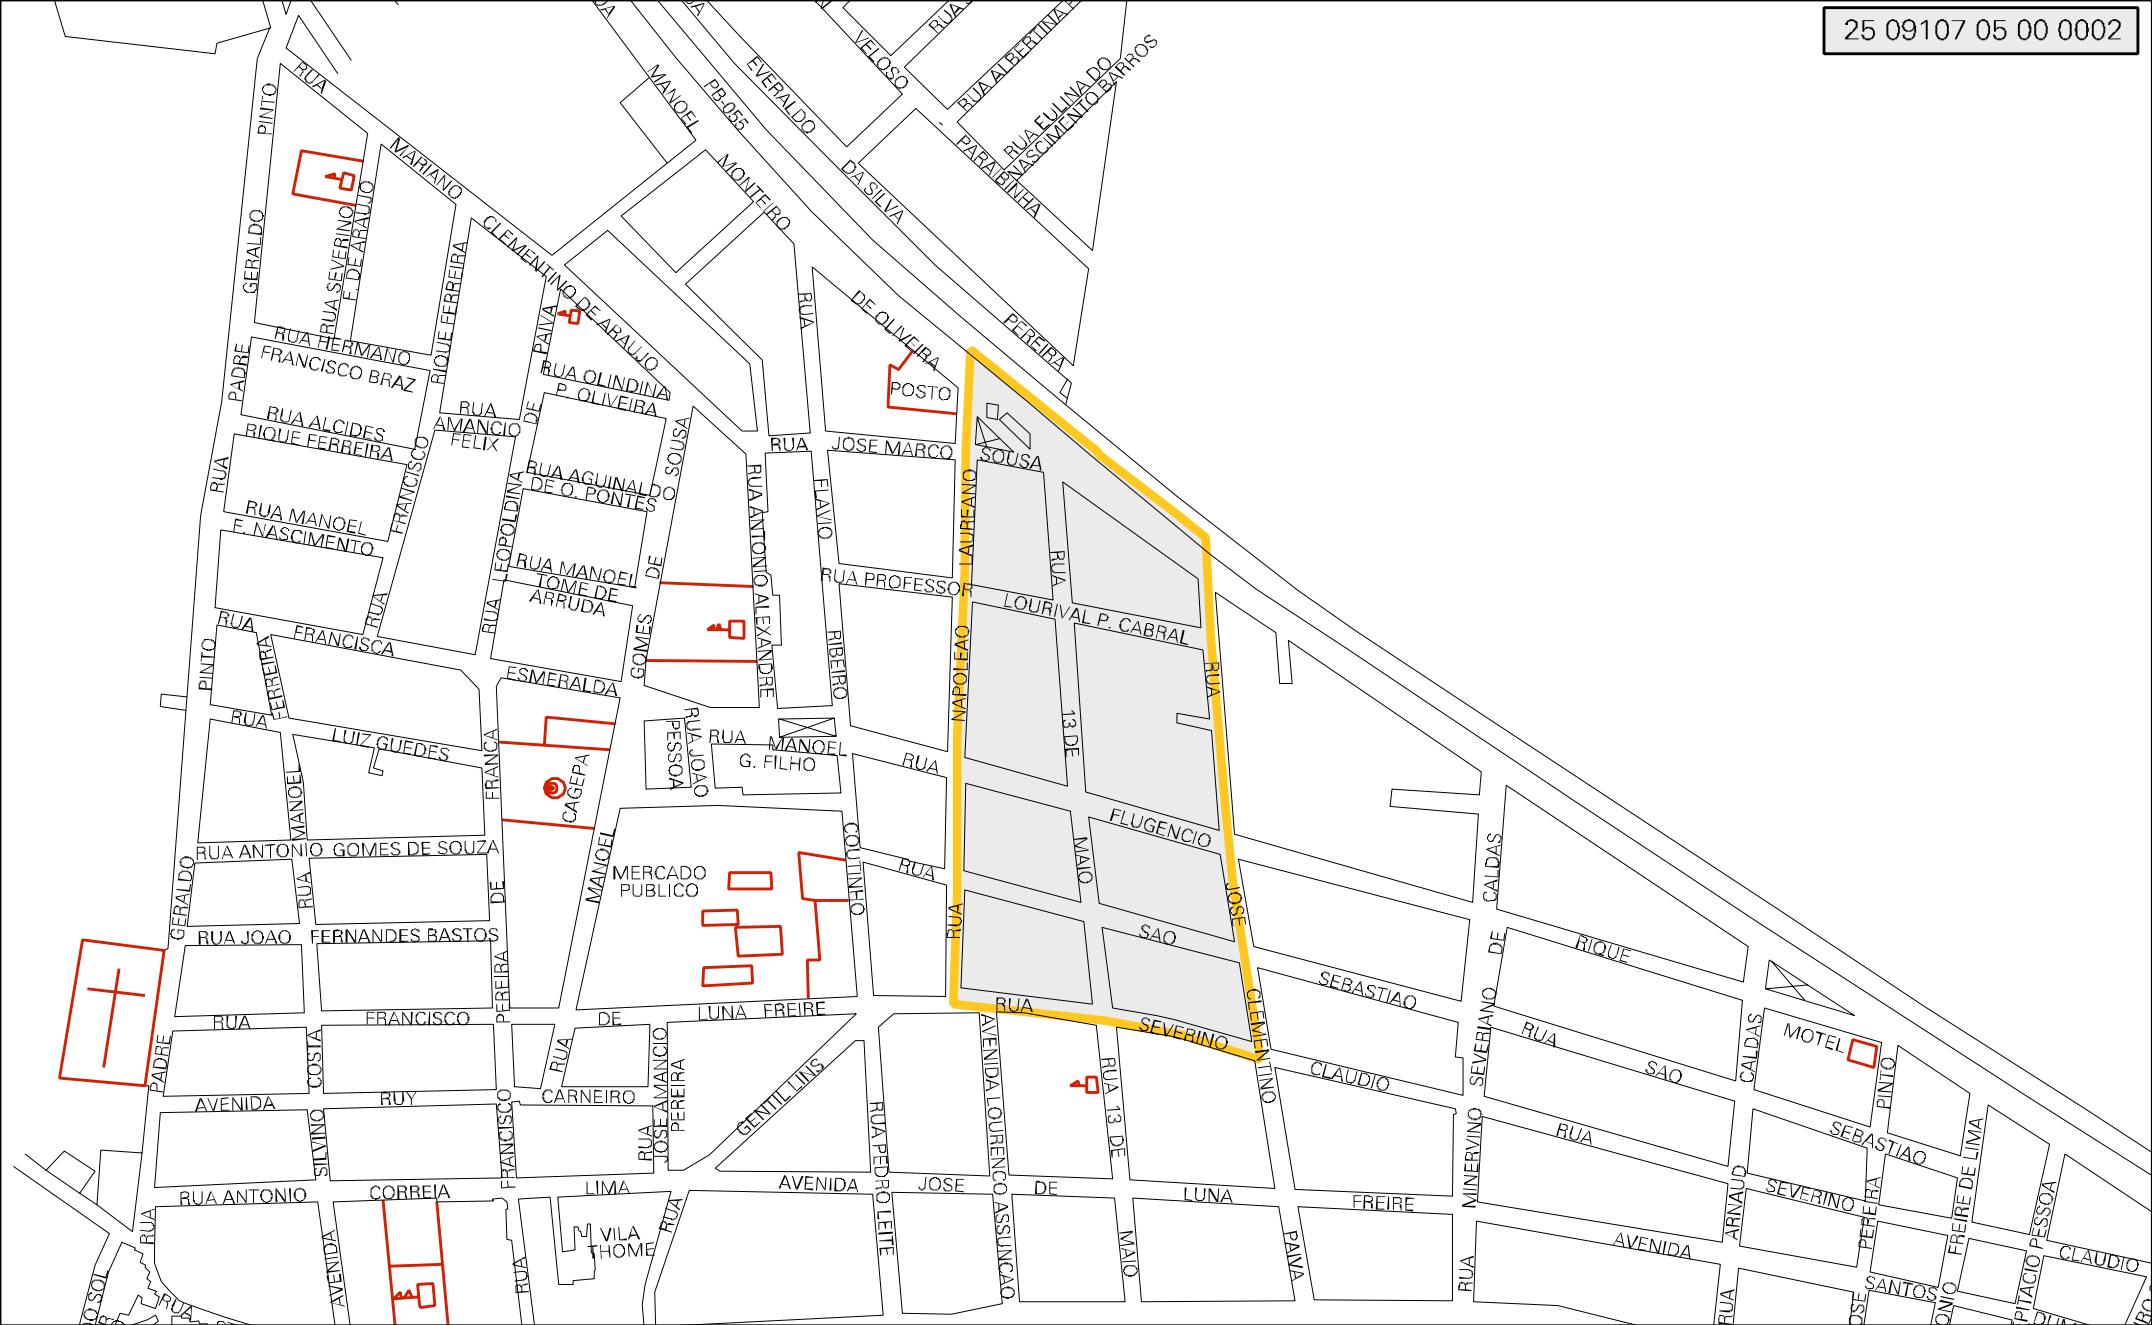 25 09107 05 00 0002
VELOSO
EVERALDO
RUA ALBERTINA
RUA EULINA DO
NASCIMENTO BARROS
PARAIBINHA
DA SILVA
PEREIRA
PB-055
MANOEL
MONTEIRO
DE OLIVEIRA
POSTO
RUA
MARIANO
CLEMENTINO DE ARAUJO
PINTO
GERALDO
PADRE
RUA
RUA SEVERINO
F. DE ARAUJO
RIQUE FERREIRA
FRANCISCO
RUA
RUA HERMANO
FRANCISCO BRAZ
RUA ALCIDES
RIQUE FERREIRA
RUA MANOEL
F. NASCIMENTO
RUA
AMANCIO
FELIX
PAIVA
DE
LEOPOLDINA
RUA
RUA OLINDINA
P. OLIVEIRA
RUA AGUINALDO
DE O. PONTES
RUA MANOEL
TOME DE
ARRUDA
SOUSA
DE
GOMES
MANOEL
RUA
RUA ANTONIO ALEXANDRE
RUA
FLAVIO
RIBEIRO
COUTINHO
RUA JOSE MARCO
SOUSA
RUA PROFESSOR
LOURIVAL P. CABRAL
LAUREANO
NAPOLEAO
RUA
RUA
13 DE
MAIO
RUA
JOSE
CLEMENTINO
PAIVA
RUA
FLUGENCIO
RIQUE
RUA
SAO
SEBASTIAO
RUA
SEVERINO
CLAUDIO
RUA
FRANCISCA
ESMERALDA
PINTO
FERREIRA
MANOEL
RUA
RUA
LUIZ GUEDES
FRANCA
DE
PEREIRA
FRANCISCO
RUA
CAGEPA
PESSOA
RUA JOAO
RUA
MANOEL
G. FILHO
MERCADO
PUBLICO
GERALDO
PADRE
RUA
RUA ANTONIO GOMES DE SOUZA
RUA JOAO FERNANDES BASTOS
RUA FRANCISCO DE LUNA FREIRE
COSTA
SILVINO
AVENIDA
AVENIDA RUY CARNEIRO
JOSE AMANCIO
PEREIRA
RUA
GENTIL LINS
RUA
RUA ANTONIO CORREIA LIMA
VILA
THOME
AVENIDA JOSE DE LUNA FREIRE
RUA PEDRO LEITE
AVENIDA LOURENCO ASSUNCAO
RUA 13 DE
MAIO
CALDAS
DE
SEVERIANO
MINERVINO
RUA
RUA
SAO
SEBASTIAO
RUA
SEVERINO
CLAUDIO
AVENIDA
SANTOS
MOTEL
CALDAS
ARNAUD
RUA
PINTO
PEREIRA
FREIRE DE LIMA
PESSOA
RUA